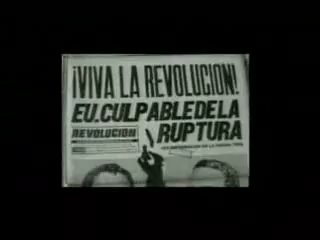 ¡VIVA LA REVOLUCION!
EU. CULPABLE DE LA
REVOLUCION
RUPTURA